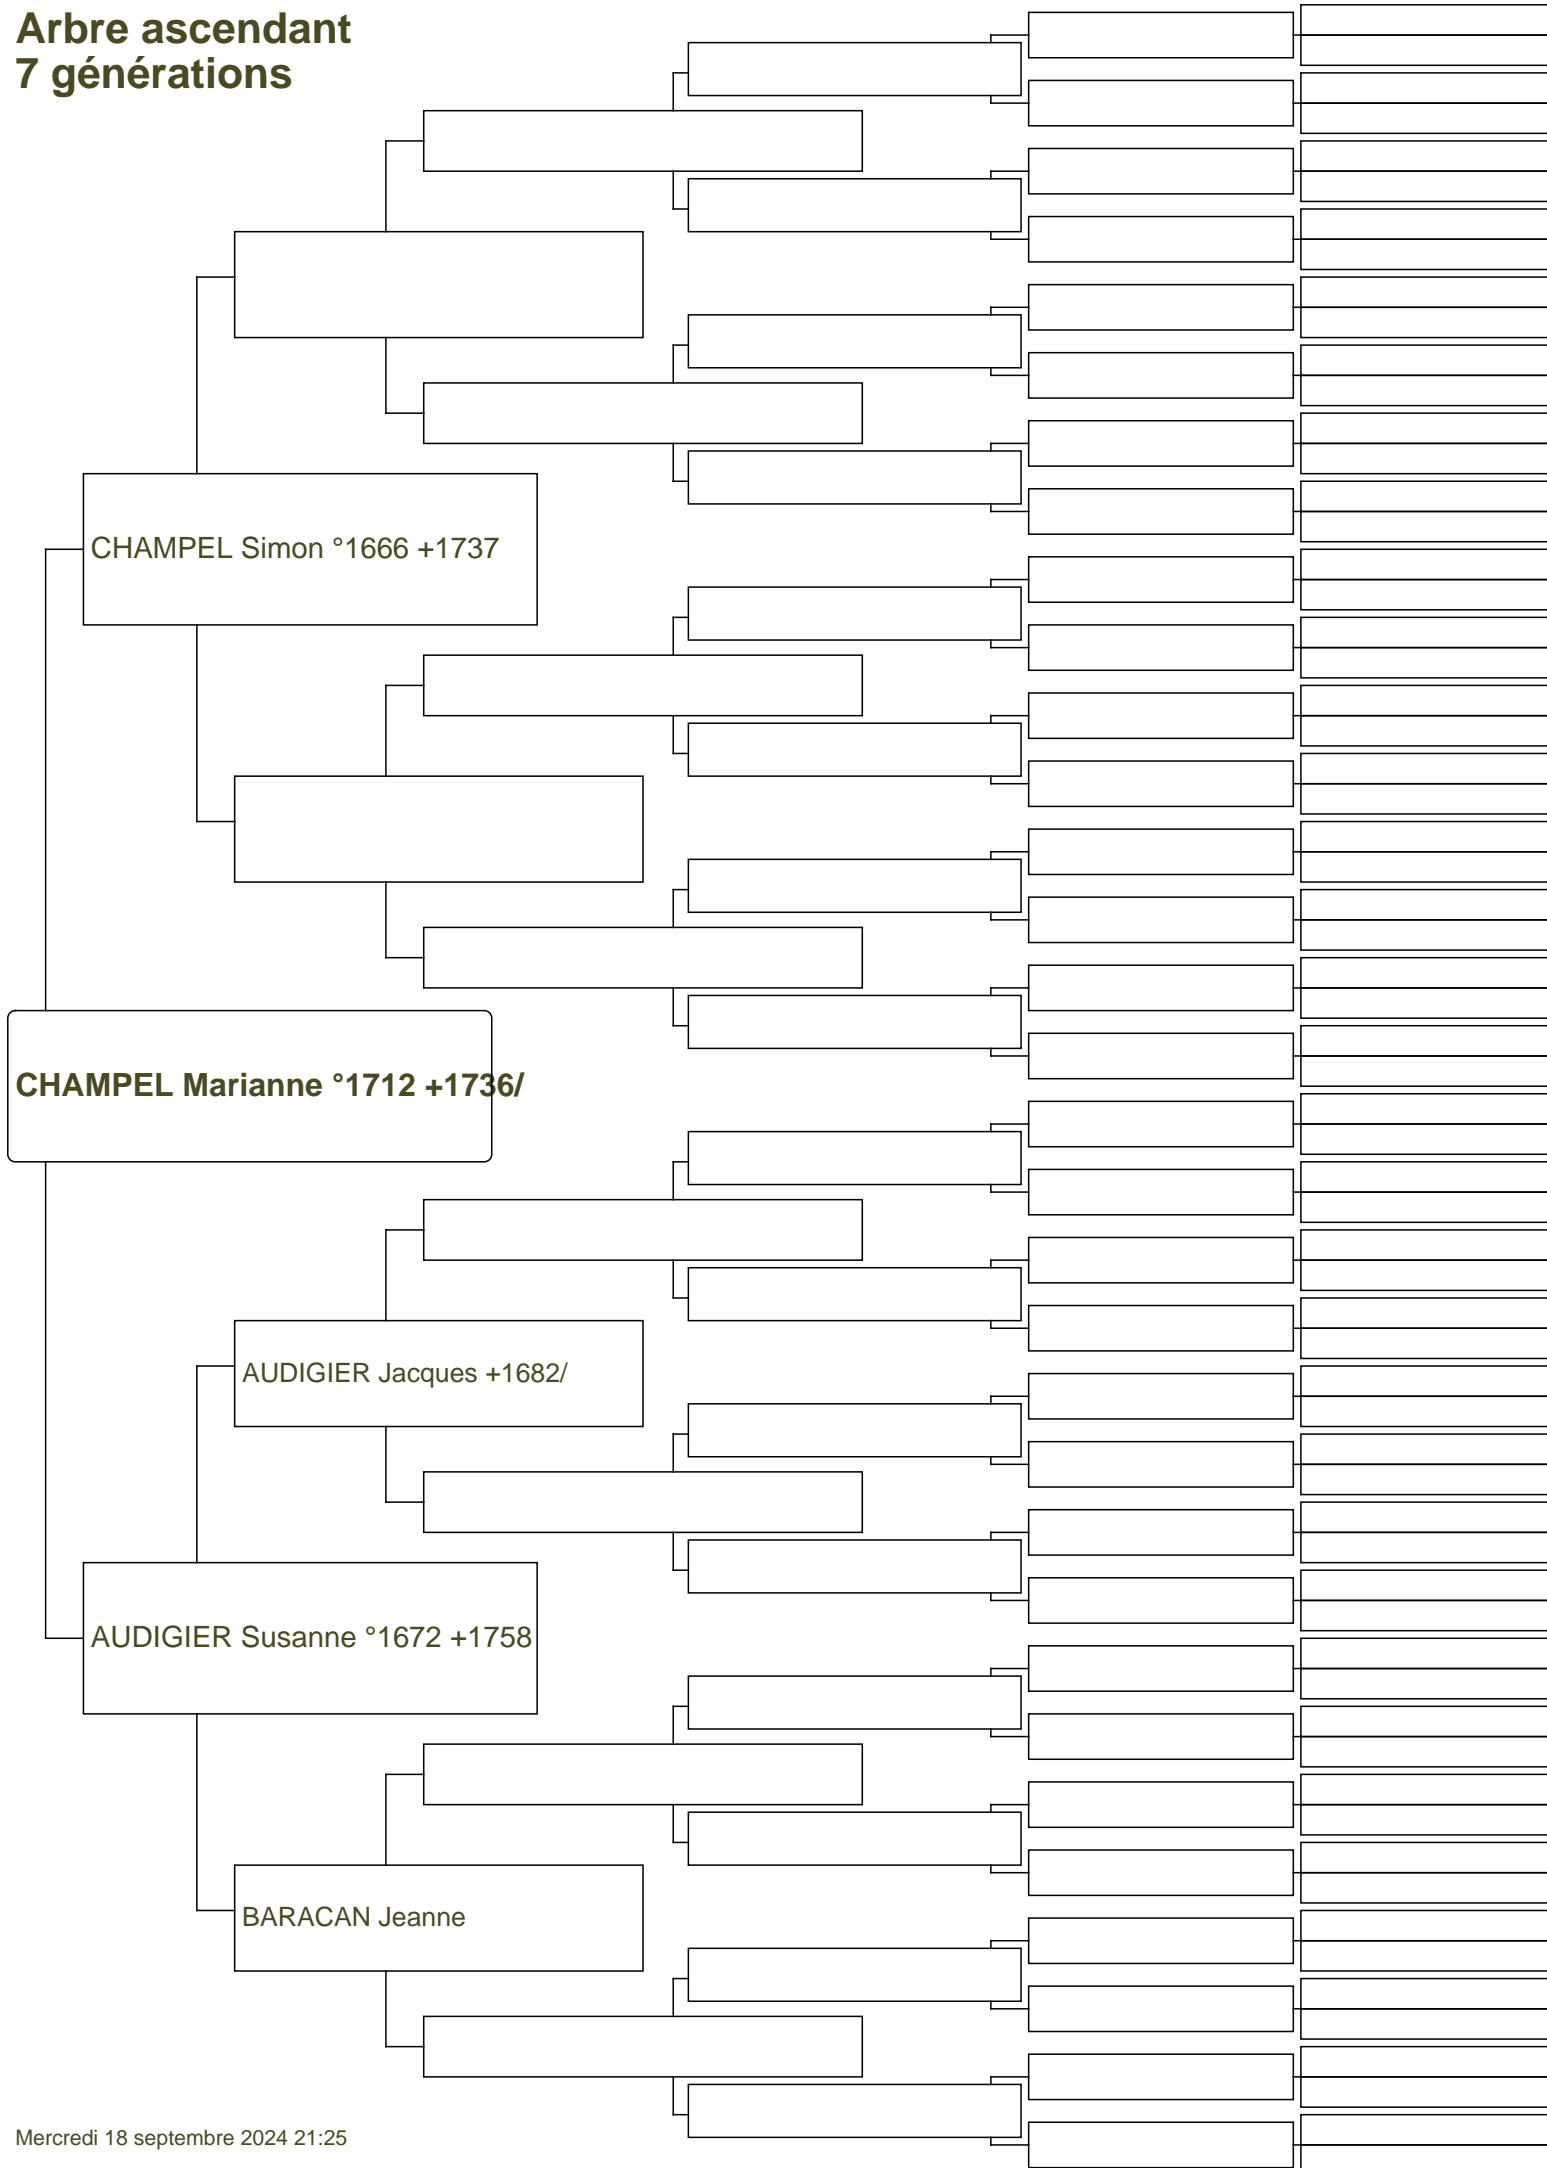 Arbre ascendant
7 générations
CHAMPEL Simon °1666 +1737
CHAMPEL Marianne °1712 +1736/
AUDIGIER Jacques +1682/
AUDIGIER Susanne °1672 +1758
BARACAN Jeanne
Mercredi 18 septembre 2024 21:25